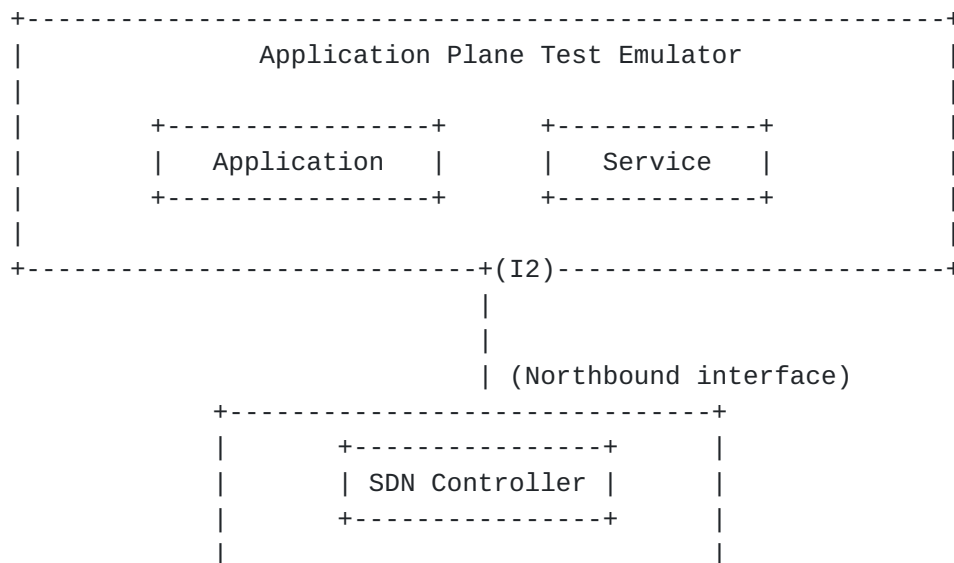 Application Plane Test Emulator
Application Service
(I2)
(Northbound interface)
SDN Controller